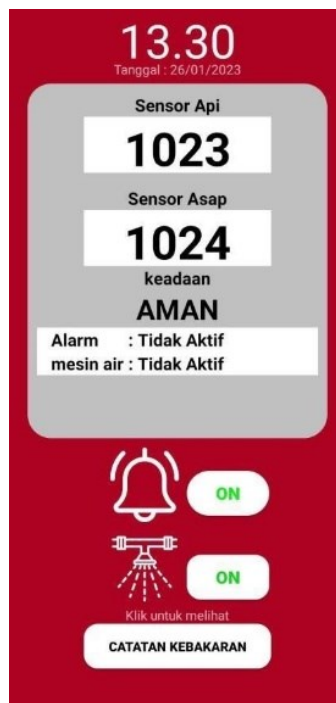 13.30
Tanggal : 26/01/2023
Sensor Api
1023
Sensor Asap
1024
keadaan
AMAN
Alarm : Tidak Aktif
mesin air : Tidak Aktif
ON
ON
Klik untuk melihat
CATATAN KEBAKARAN